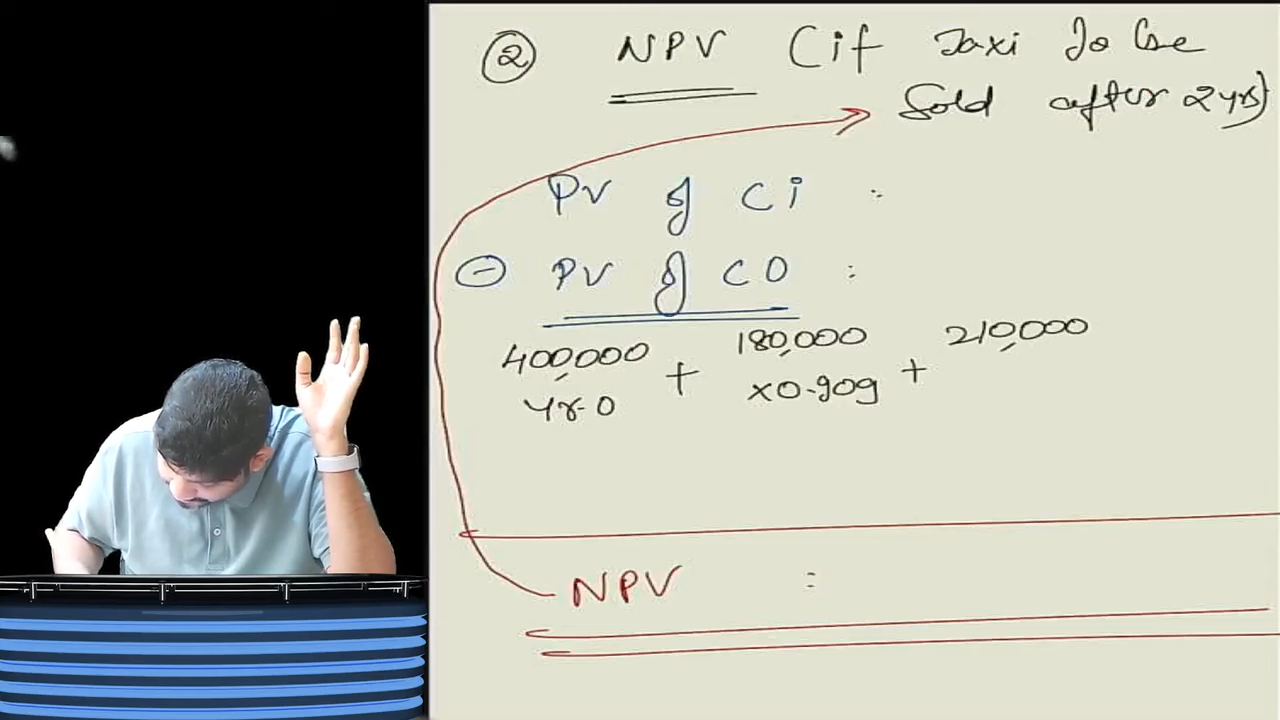 ② NPV (if Taxi to be
Sold after 2 yrs)
PV of CI :
⊖ PV of CO :
400,000 + 180,000 + 210,000
Yr-0 x0.909
NPV :